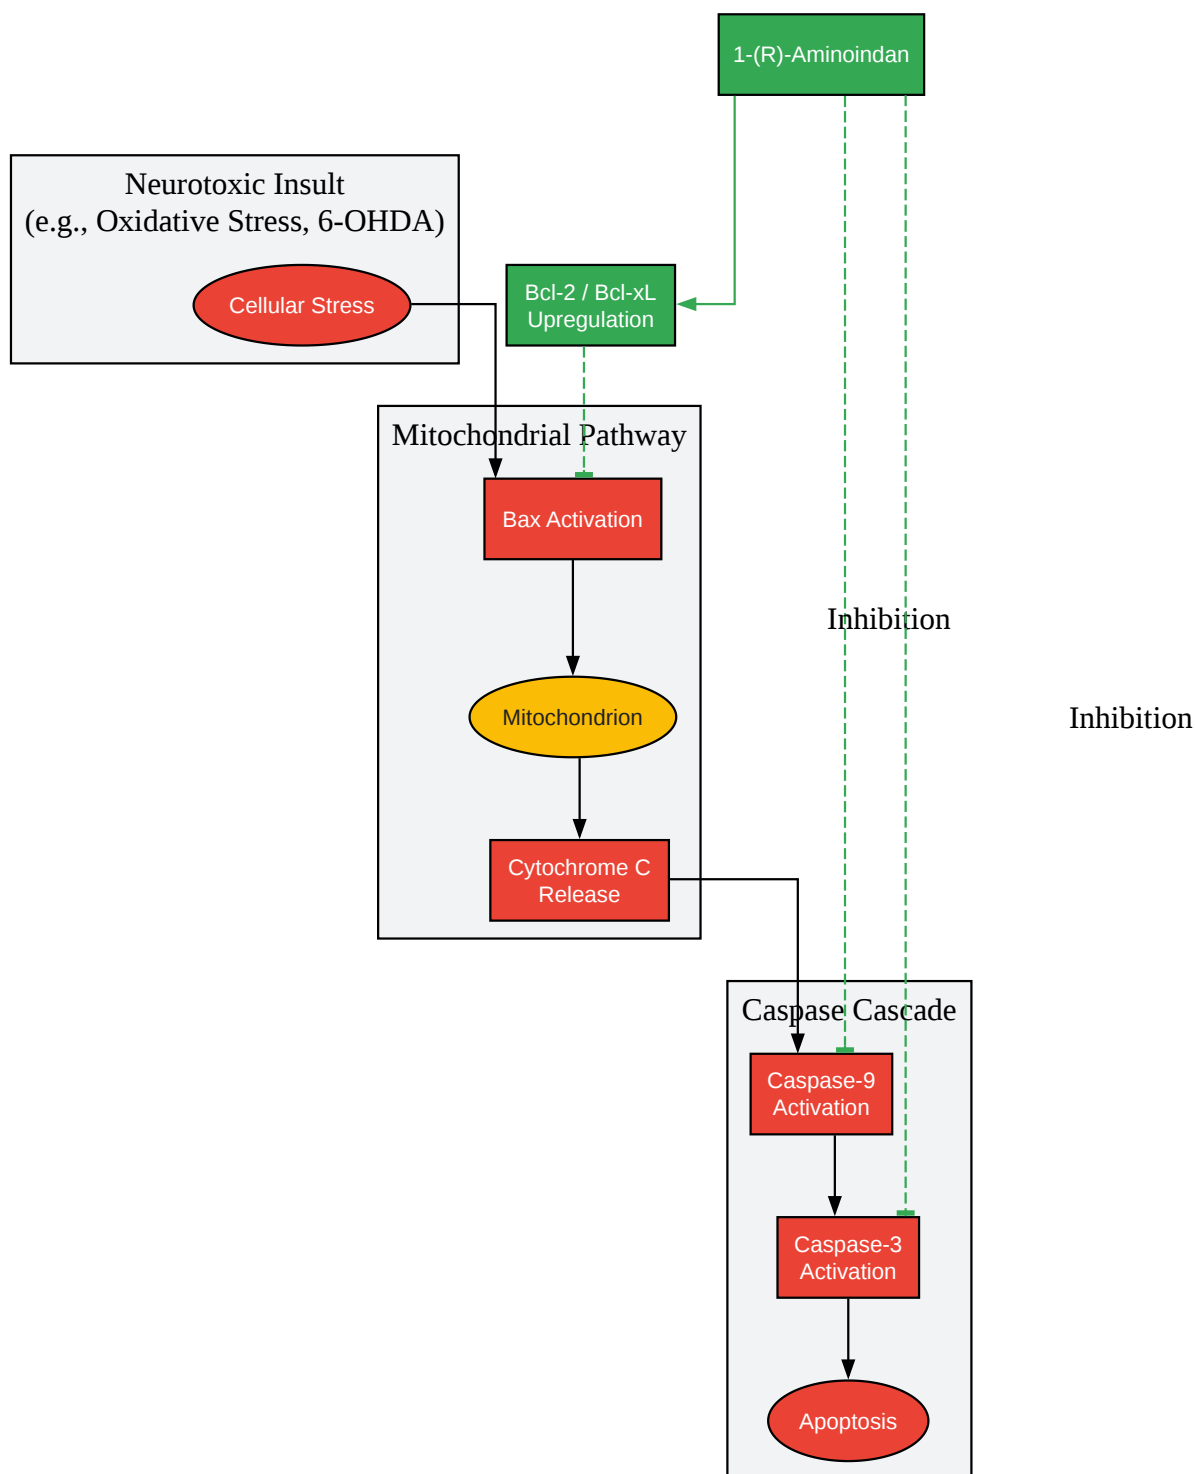 1-(R)-Aminoindan
Neurotoxic Insult
(e.g., Oxidative Stress, 6-OHDA)
Cellular Stress
Bcl-2 / Bcl-xL
Upregulation
Mitochondrial Pathway
Bax Activation
Inhibition
Mitochondrion
Inhibition
Cytochrome C
Release
Caspase Cascade
Caspase-9
Activation
Caspase-3
Activation
Apoptosis